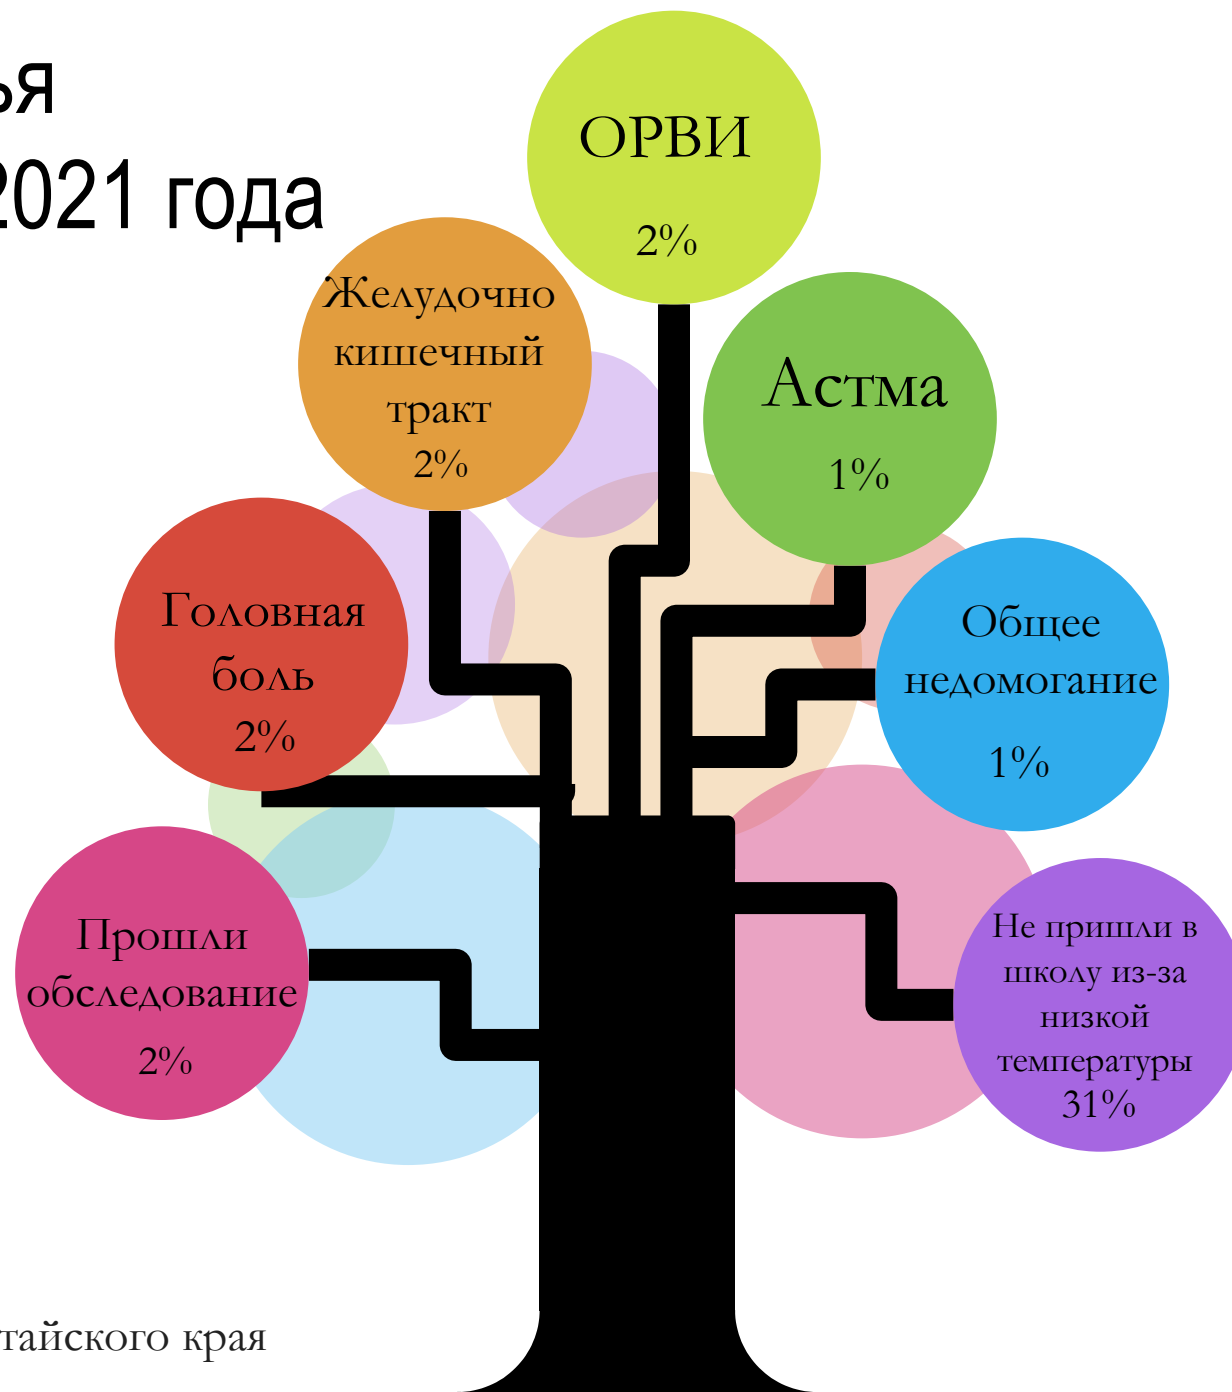 ья
2021 года
ОРВИ
2%
Желудочно
кишечный
тракт
2%
Астма
1%
Головная
боль
2%
Общее
недомогание
1%
Прошли
обследование
2%
Не пришли в
школу из-за
низкой
температуры
31%
тайского края